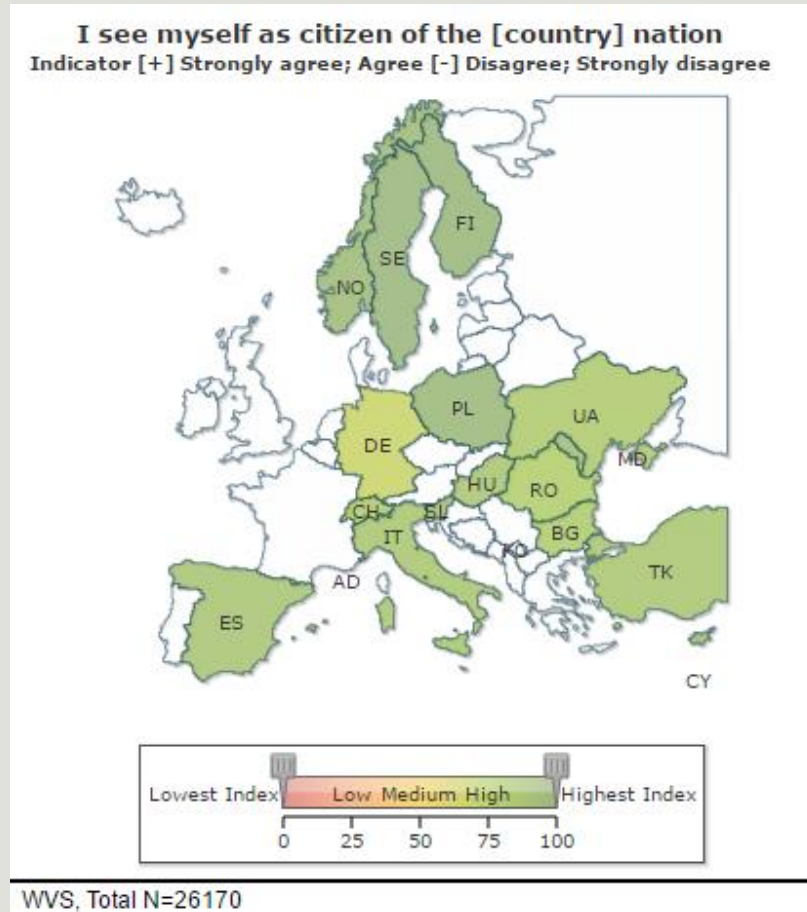 I see myself as citizen of the [country] nation
Indicator [+] Strongly agree; Agree [-] Disagree; Strongly disagree
FI
SE
NO
PL
UA
DE
MD
HU
RO
CH
SL
IT
BG
AD
TK
ES
CY
Lowest Index
Low Medium High
Highest Index
0 25 50 75 100
WVS, Total N=26170